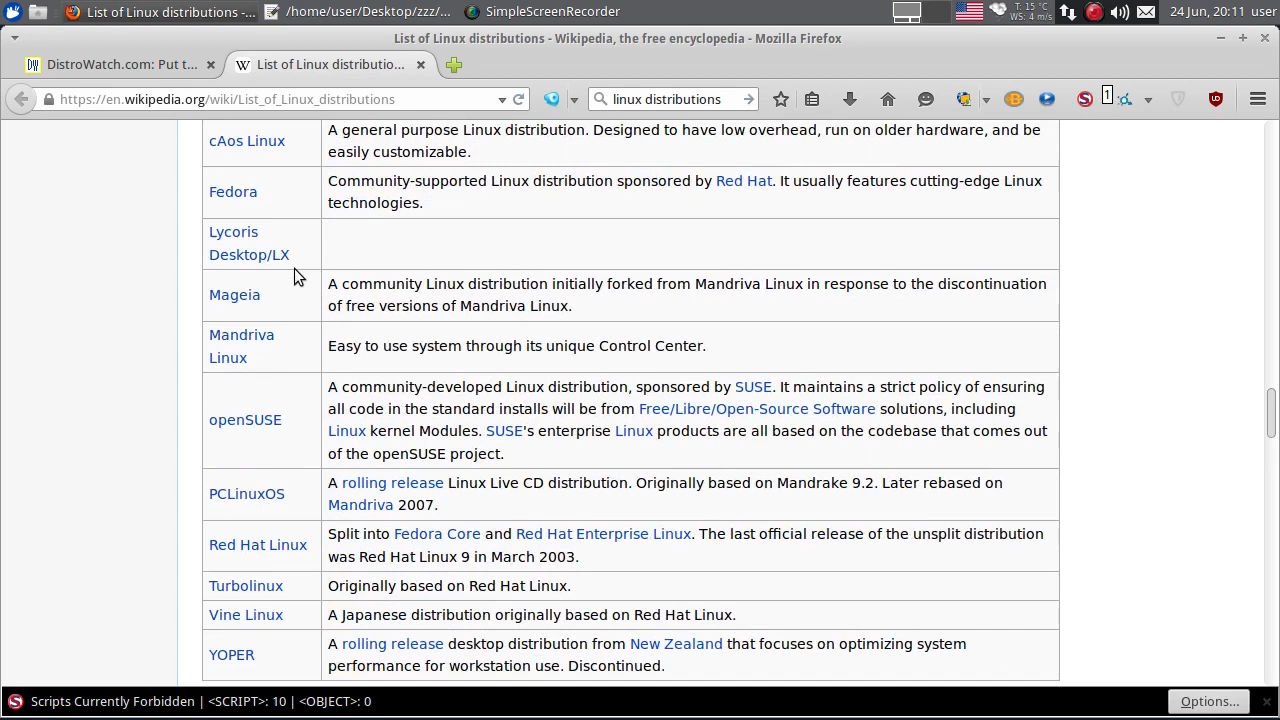 List of Linux distributions -...
/home/user/Desktop/zzz/...
SimpleScreenRecorder
T: 15 °C
WS: 4 m/s
24 Jun, 20:11 user
List of Linux distributions - Wikipedia, the free encyclopedia - Mozilla Firefox
DW DistroWatch.com: Put t...
W List of Linux distributio...
https://en.wikipedia.org/wiki/List_of_Linux_distributions
linux distributions
1
cAos Linux
A general purpose Linux distribution. Designed to have low overhead, run on older hardware, and be
easily customizable.
Fedora
Community-supported Linux distribution sponsored by Red Hat. It usually features cutting-edge Linux
technologies.
Lycoris
Desktop/LX
Mageia
A community Linux distribution initially forked from Mandriva Linux in response to the discontinuation
of free versions of Mandriva Linux.
Mandriva
Linux
Easy to use system through its unique Control Center.
openSUSE
A community-developed Linux distribution, sponsored by SUSE. It maintains a strict policy of ensuring
all code in the standard installs will be from Free/Libre/Open-Source Software solutions, including
Linux kernel Modules. SUSE's enterprise Linux products are all based on the codebase that comes out
of the openSUSE project.
PCLinuxOS
A rolling release Linux Live CD distribution. Originally based on Mandrake 9.2. Later rebased on
Mandriva 2007.
Red Hat Linux
Split into Fedora Core and Red Hat Enterprise Linux. The last official release of the unsplit distribution
was Red Hat Linux 9 in March 2003.
Turbolinux
Originally based on Red Hat Linux.
Vine Linux
A Japanese distribution originally based on Red Hat Linux.
YOPER
A rolling release desktop distribution from New Zealand that focuses on optimizing system
performance for workstation use. Discontinued.
Scripts Currently Forbidden | <SCRIPT>: 10 | <OBJECT>: 0
Options...